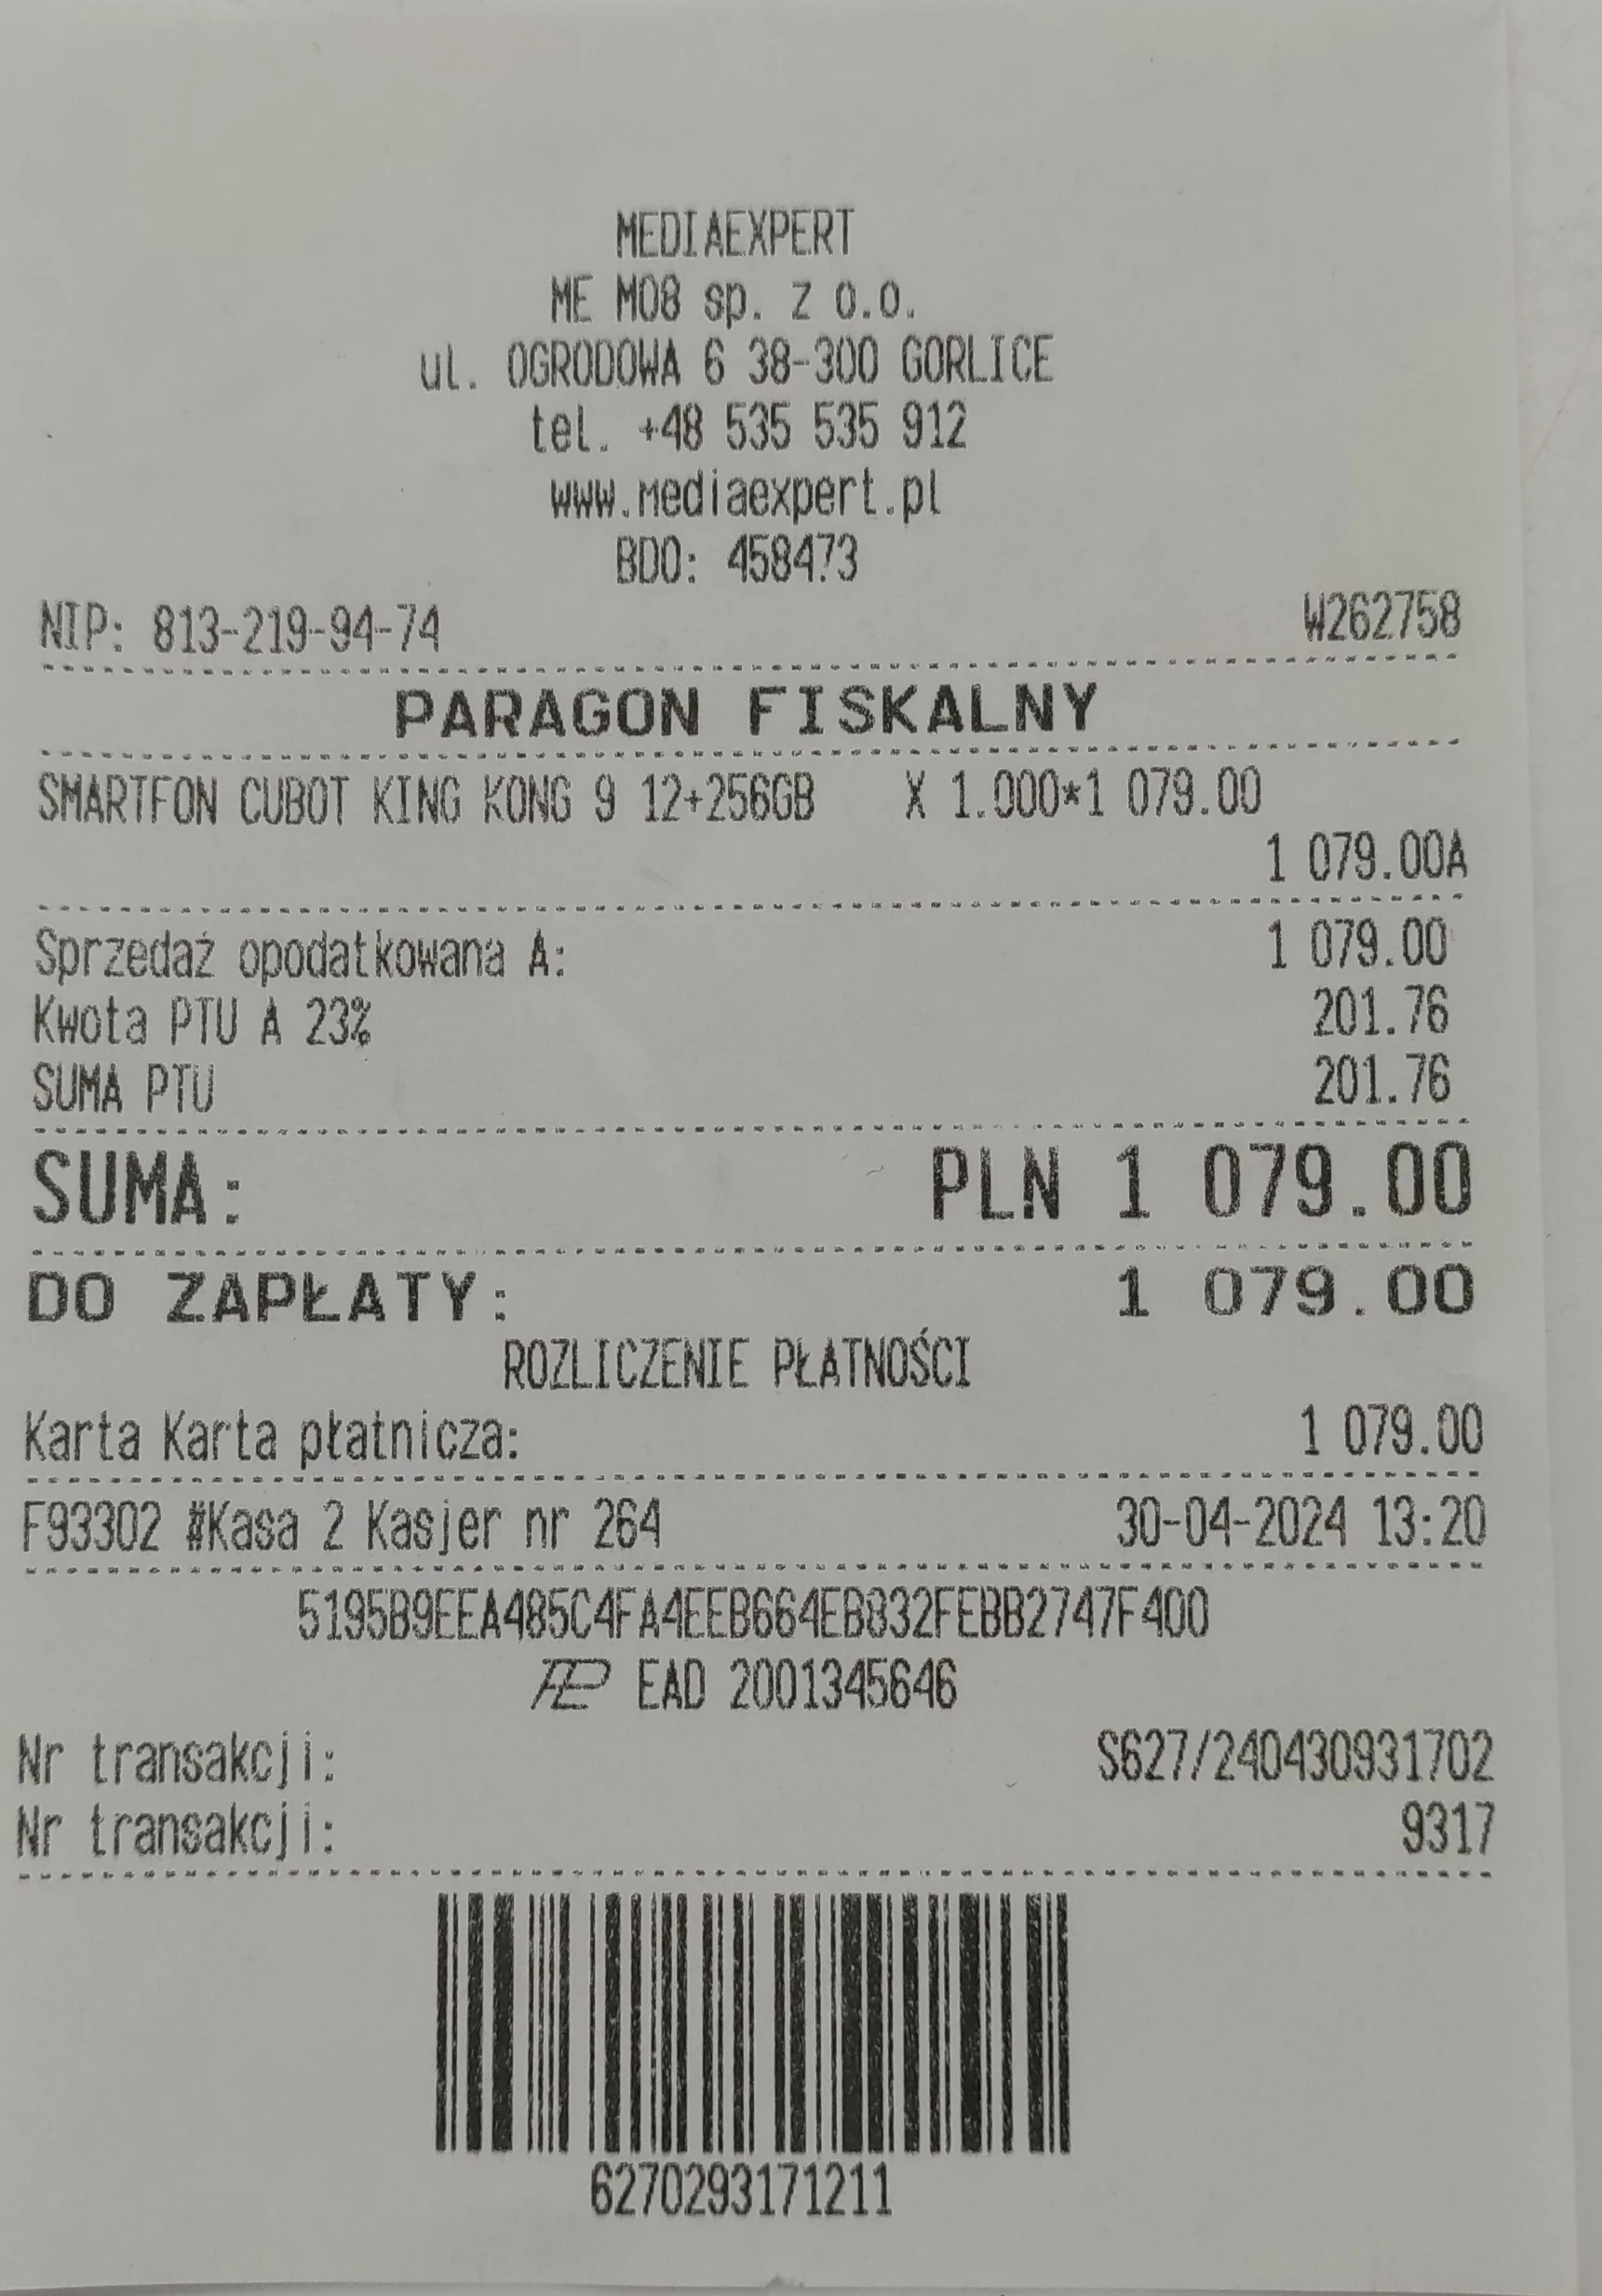 MEDIAEXPERT
ME M08 sp. z o.o.
ul. OGRODOWA 6 38-300 GORLICE
tel. +48 535 535 912
www.mediaexpert.pl
BDO: 458473
NIP: 813-219-94-74 W262758
PARAGON FISKALNY
SMARTFON CUBOT KING KONG 9 12+256GB X 1.000*1 079.00
1 079.00A
Sprzedaż opodatkowana A: 1 079.00
Kwota PTU A 23% 201.76
SUMA PTU 201.76
SUMA: PLN 1 079.00
DO ZAPŁATY: 1 079.00
ROZLICZENIE PŁATNOŚCI
Karta Karta płatnicza: 1 079.00
F93302 #Kasa 2 Kasjer nr 264 30-04-2024 13:20
5195B9EEA485C4FA4EEB664EB832FEBB2747F400
EAD 2001345646
Nr transakcji: S627/240430931702
Nr transakcji: 9317
6270293171211